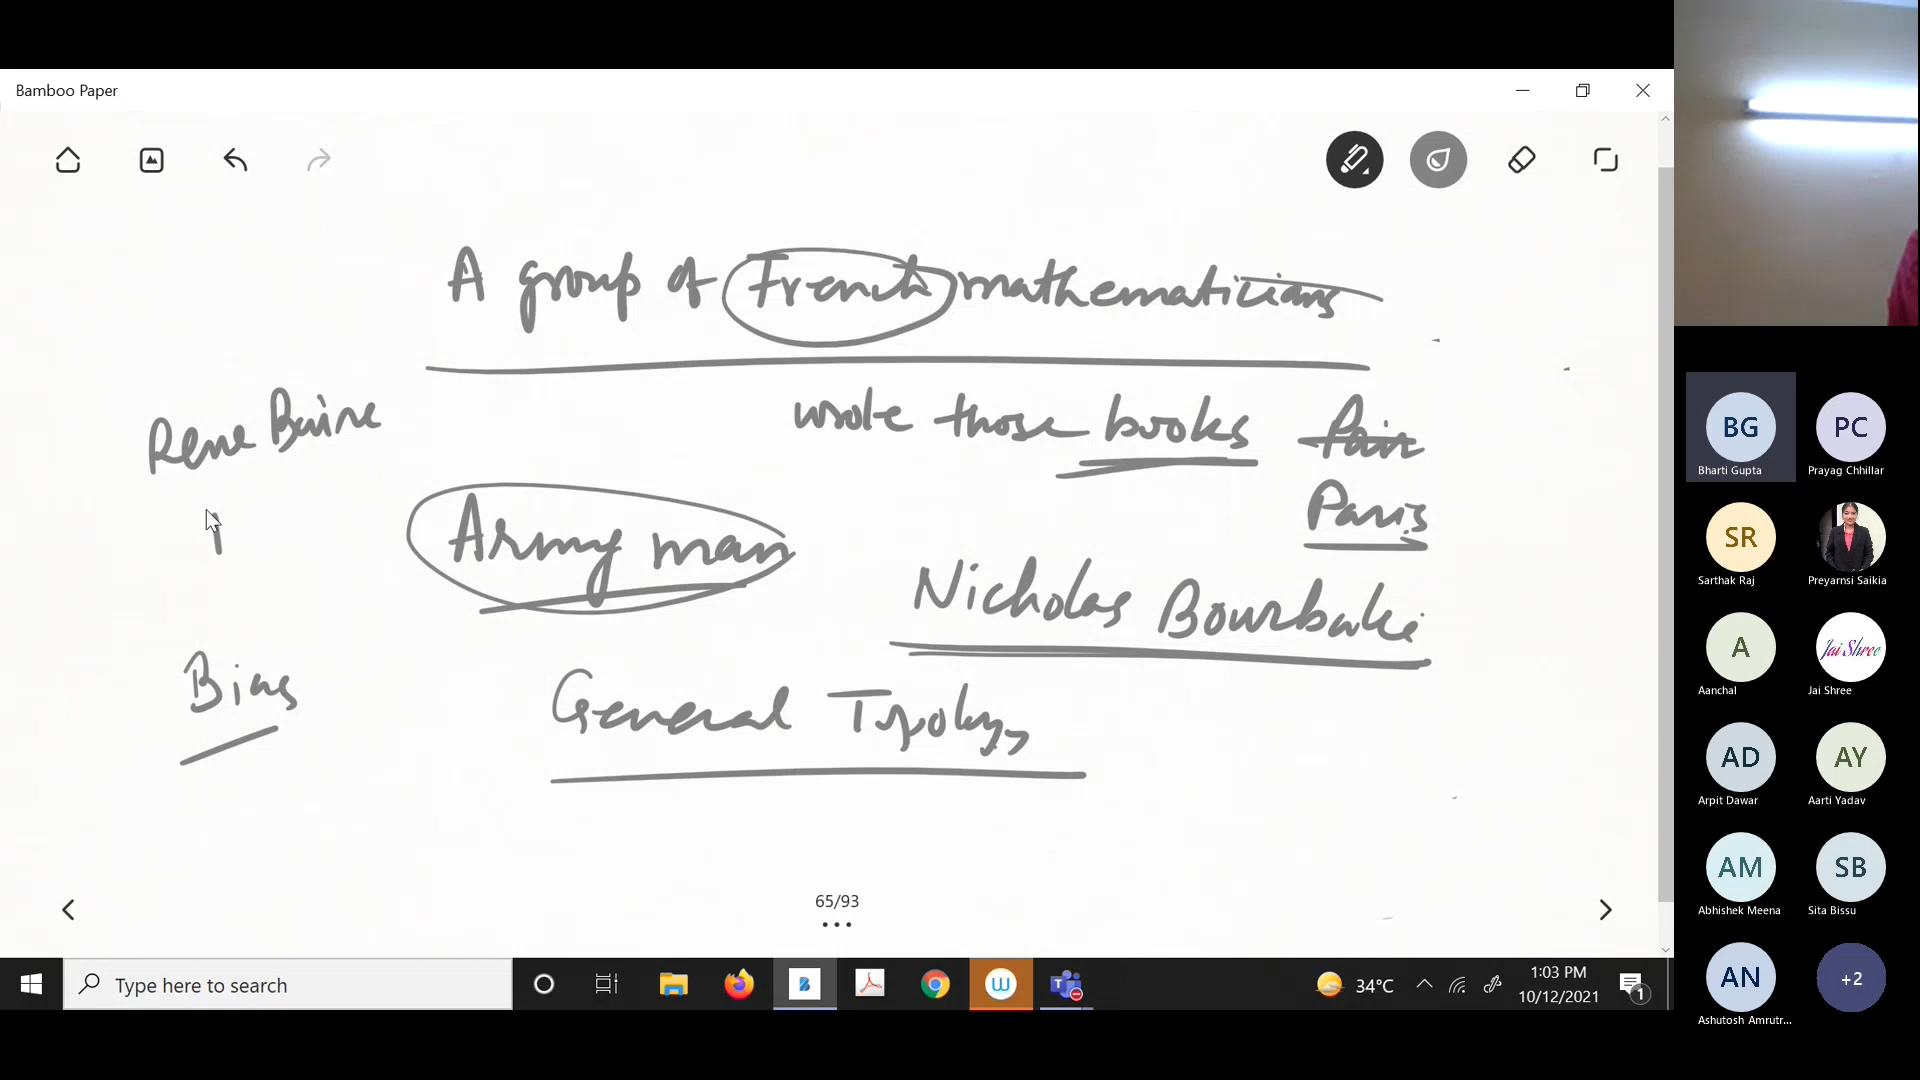 Bamboo Paper
A group of French mathematicians
wrote those books
Pair
Paris
Rene Baire
Army man
Nicholas Bourbaki
Bias
General Topology
65/93
BG
Bharti Gupta
PC
Prayag Chhillar
SR
Sarthak Raj
Preyarnsi Saikia
A
Aanchal
Jai Shree
Jai Shree
AD
Arpit Dawar
AY
Aarti Yadav
AM
Abhishek Meena
SB
Sita Bissu
AN
Ashutosh Amrutr...
+2
Type here to search
34°C
1:03 PM
10/12/2021
1